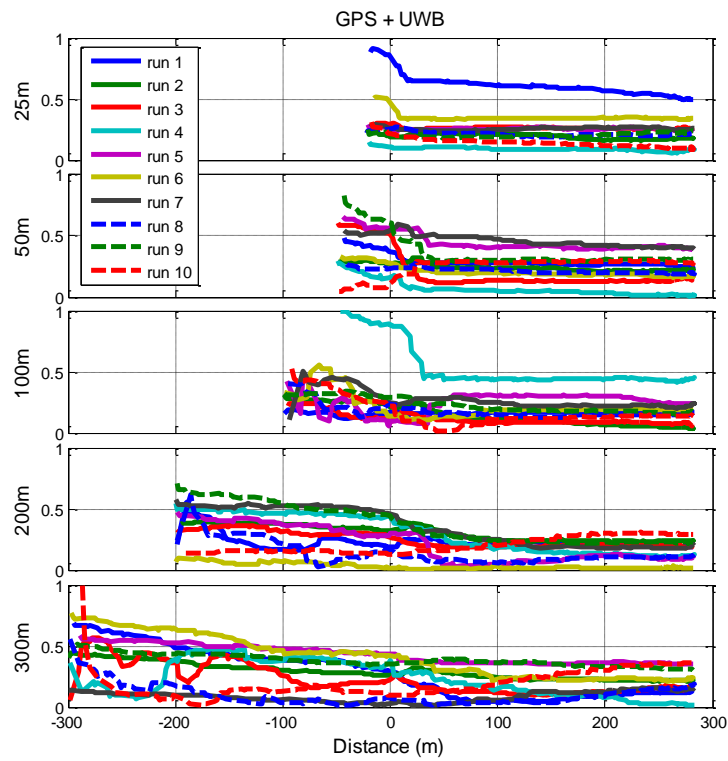 GPS + UWB
1
0.5
0
25m
run 1
run 2
run 3
run 4
run 5
run 6
run 7
run 8
run 9
run 10
1
0.5
0
50m
1
0.5
0
100m
1
0.5
0
200m
1
0.5
0
300m
-300 -200 -100 0 100 200 300
Distance (m)